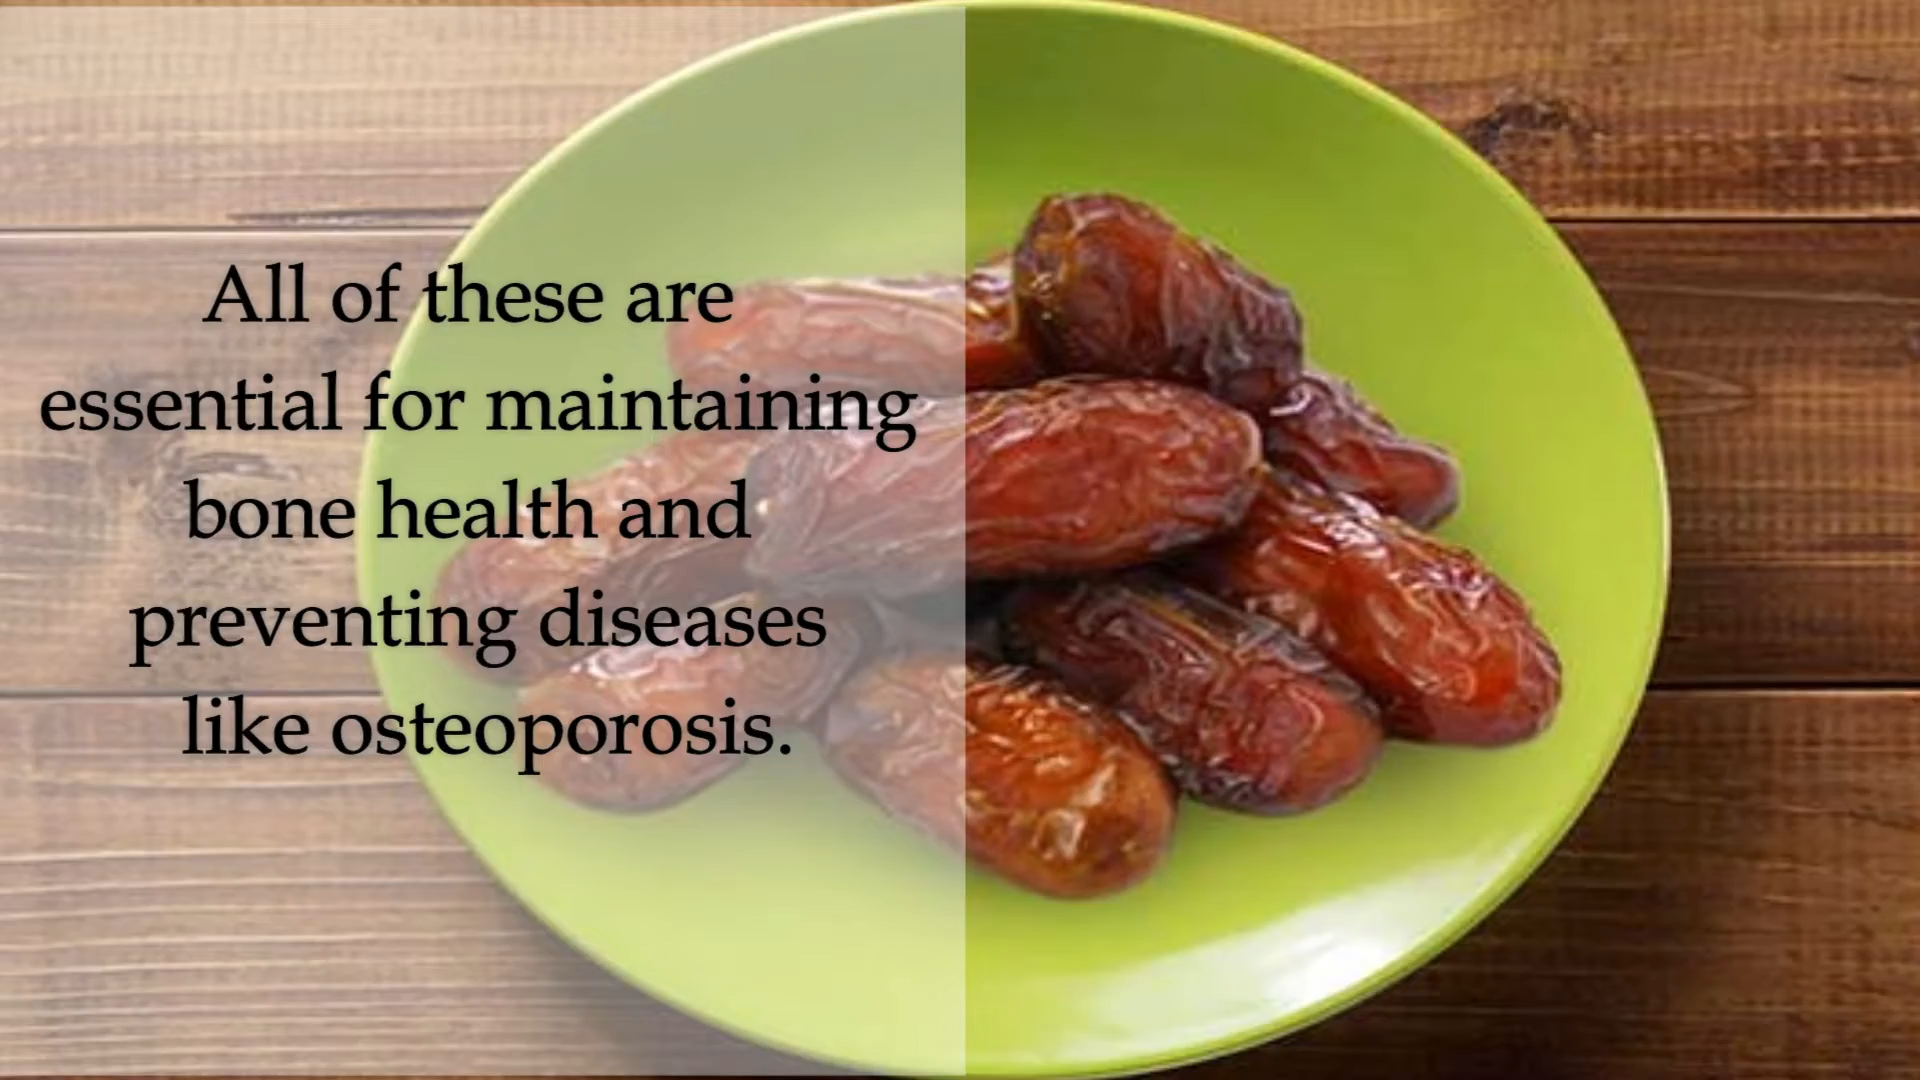 All of these are
essential for maintaining
bone health and
preventing diseases
like osteoporosis.